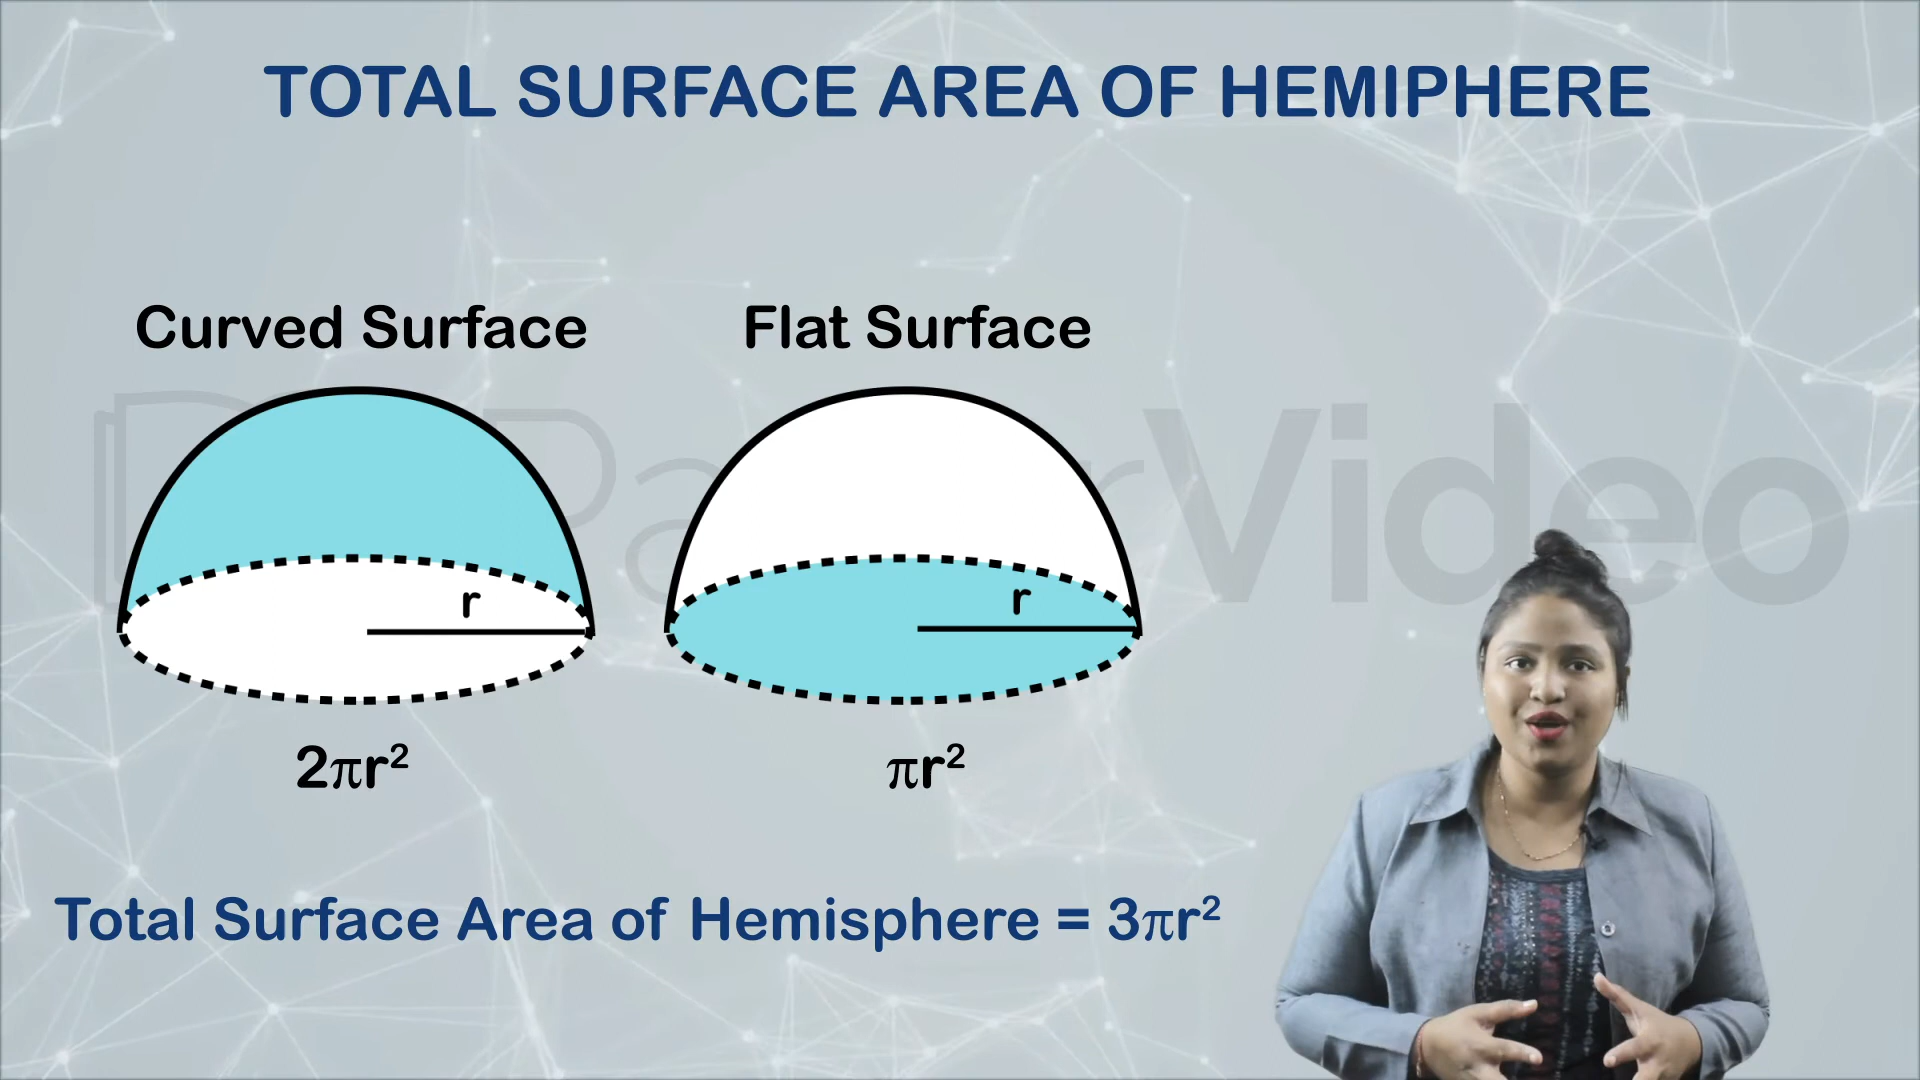 TOTAL SURFACE AREA OF HEMIPHERE
Curved Surface
Flat Surface
r
r
2πr²
πr²
Total Surface Area of Hemisphere = 3πr²